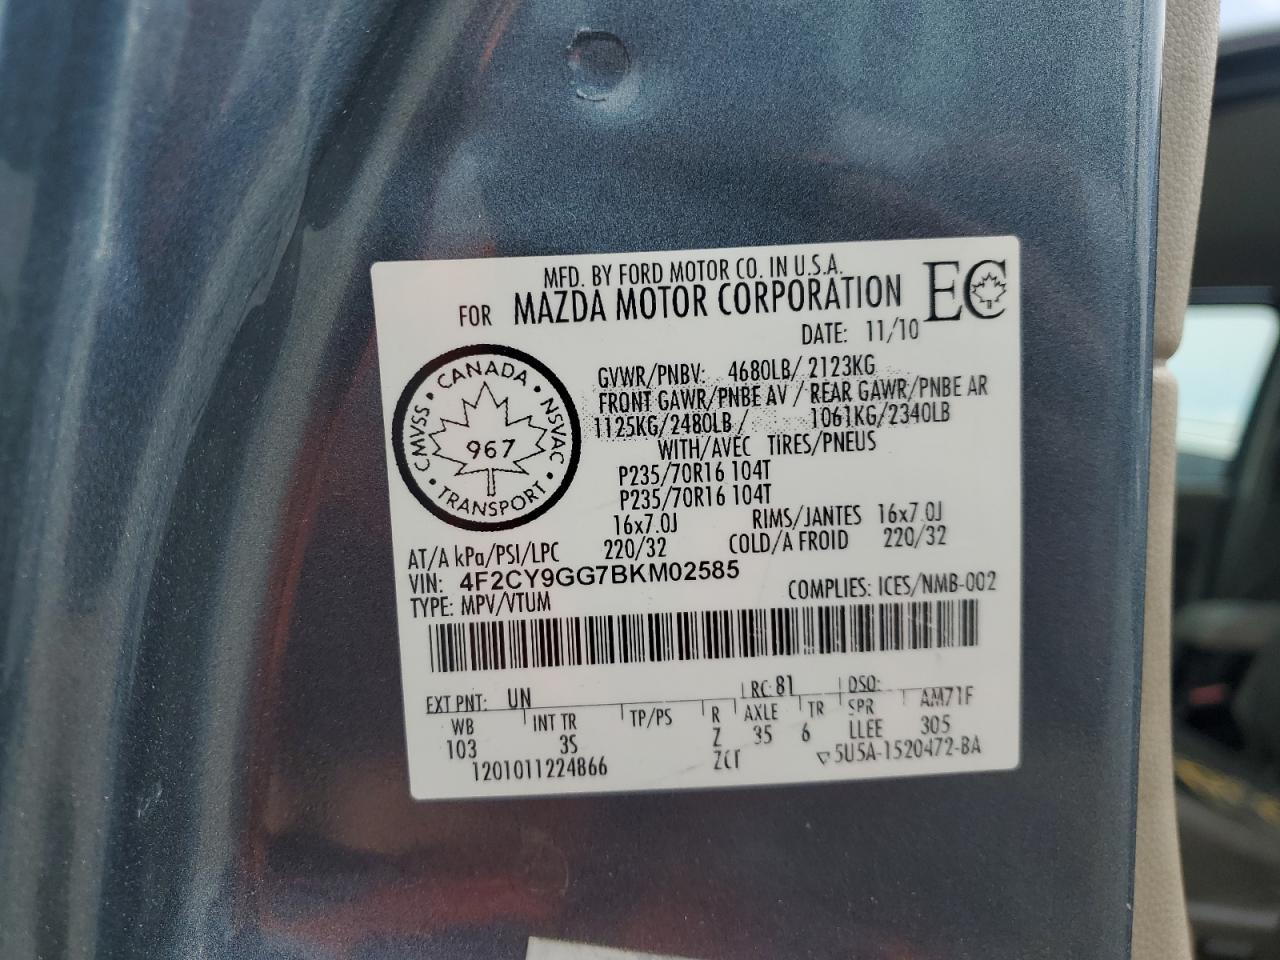 MFD. BY FORD MOTOR CO. IN U.S.A.
FOR MAZDA MOTOR CORPORATION EC
DATE: 11/10
CANADA · NSVAC · TRANSPORT · CMVSS ·
967
GVWR/PNBV: 4680LB/ 2123KG
FRONT GAWR/PNBE AV / REAR GAWR/PNBE AR
1125KG/2480LB / 1061KG/2340LB
WITH/AVEC TIRES/PNEUS
P235/70R16 104T
P235/70R16 104T
16x7.0J RIMS/JANTES 16x7.0J
AT/A kPa/PSI/LPC 220/32 COLD/A FROID 220/32
VIN: 4F2CY9GG7BKM02585
TYPE: MPV/VTUM COMPLIES: ICES/NMB-002
EXT PNT: UN RC: 81 DSO:
WB INT TR TP/PS R AXLE TR SPR AM71F
103 3S Z 35 6 LLEE 305
1201011224866 ZCF ▽5U5A-1520472-BA